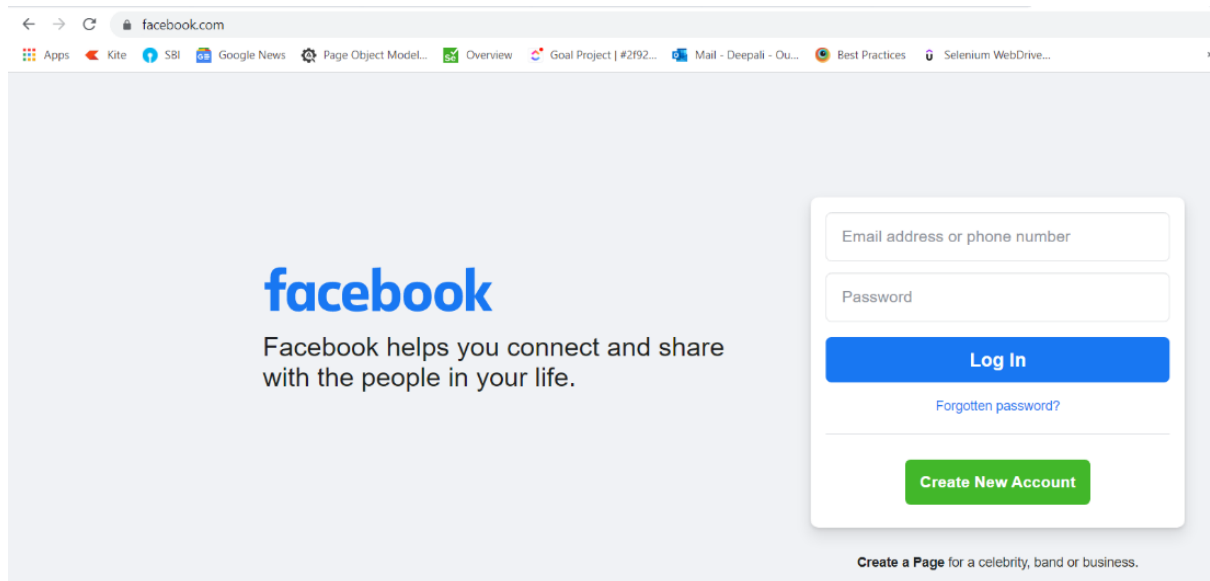 facebook.com
Apps Kite SBI Google News Page Object Model... Overview Goal Project | #2f92... Mail - Deepali - Ou... Best Practices Selenium WebDrive...
Email address or phone number
Password
facebook
Facebook helps you connect and share
with the people in your life.
Log In
Forgotten password?
Create New Account
Create a Page for a celebrity, band or business.